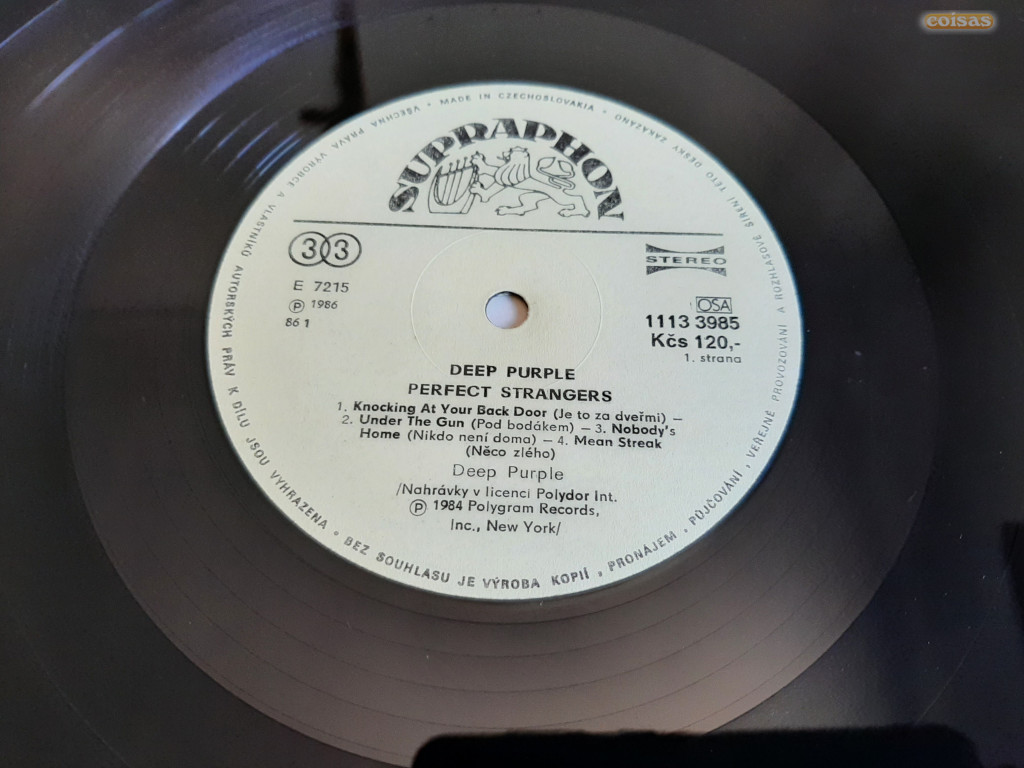 coisas
• MADE IN CZECHOSLOVAKIA •
SUPRAPHON
33
STEREO
E 7215
Ⓟ 1986
86 1
OSA
1113 3985
Kčs 120,-
1. strana
DEEP PURPLE
PERFECT STRANGERS
1. Knocking At Your Back Door (Je to za dveřmi) –
2. Under The Gun (Pod bodákem) – 3. Nobody's
Home (Nikdo není doma) – 4. Mean Streak
(Něco zlého)
Deep Purple
/Nahrávky v licenci Polydor Int.
Ⓟ 1984 Polygram Records,
Inc., New York/
VŠECHNA PRÁVA VÝROBCE A VLASTNÍKŮ AUTORSKÝCH PRÁV K DÍLU JSOU VYHRAZENA • BEZ SOUHLASU JE VÝROBA KOPIÍ, PRONÁJEM, PŮJČOVÁNÍ, VEŘEJNÉ PROVOZOVÁNÍ A ROZHLASOVÉ ŠÍŘENÍ TÉTO DESKY ZAKÁZÁNO